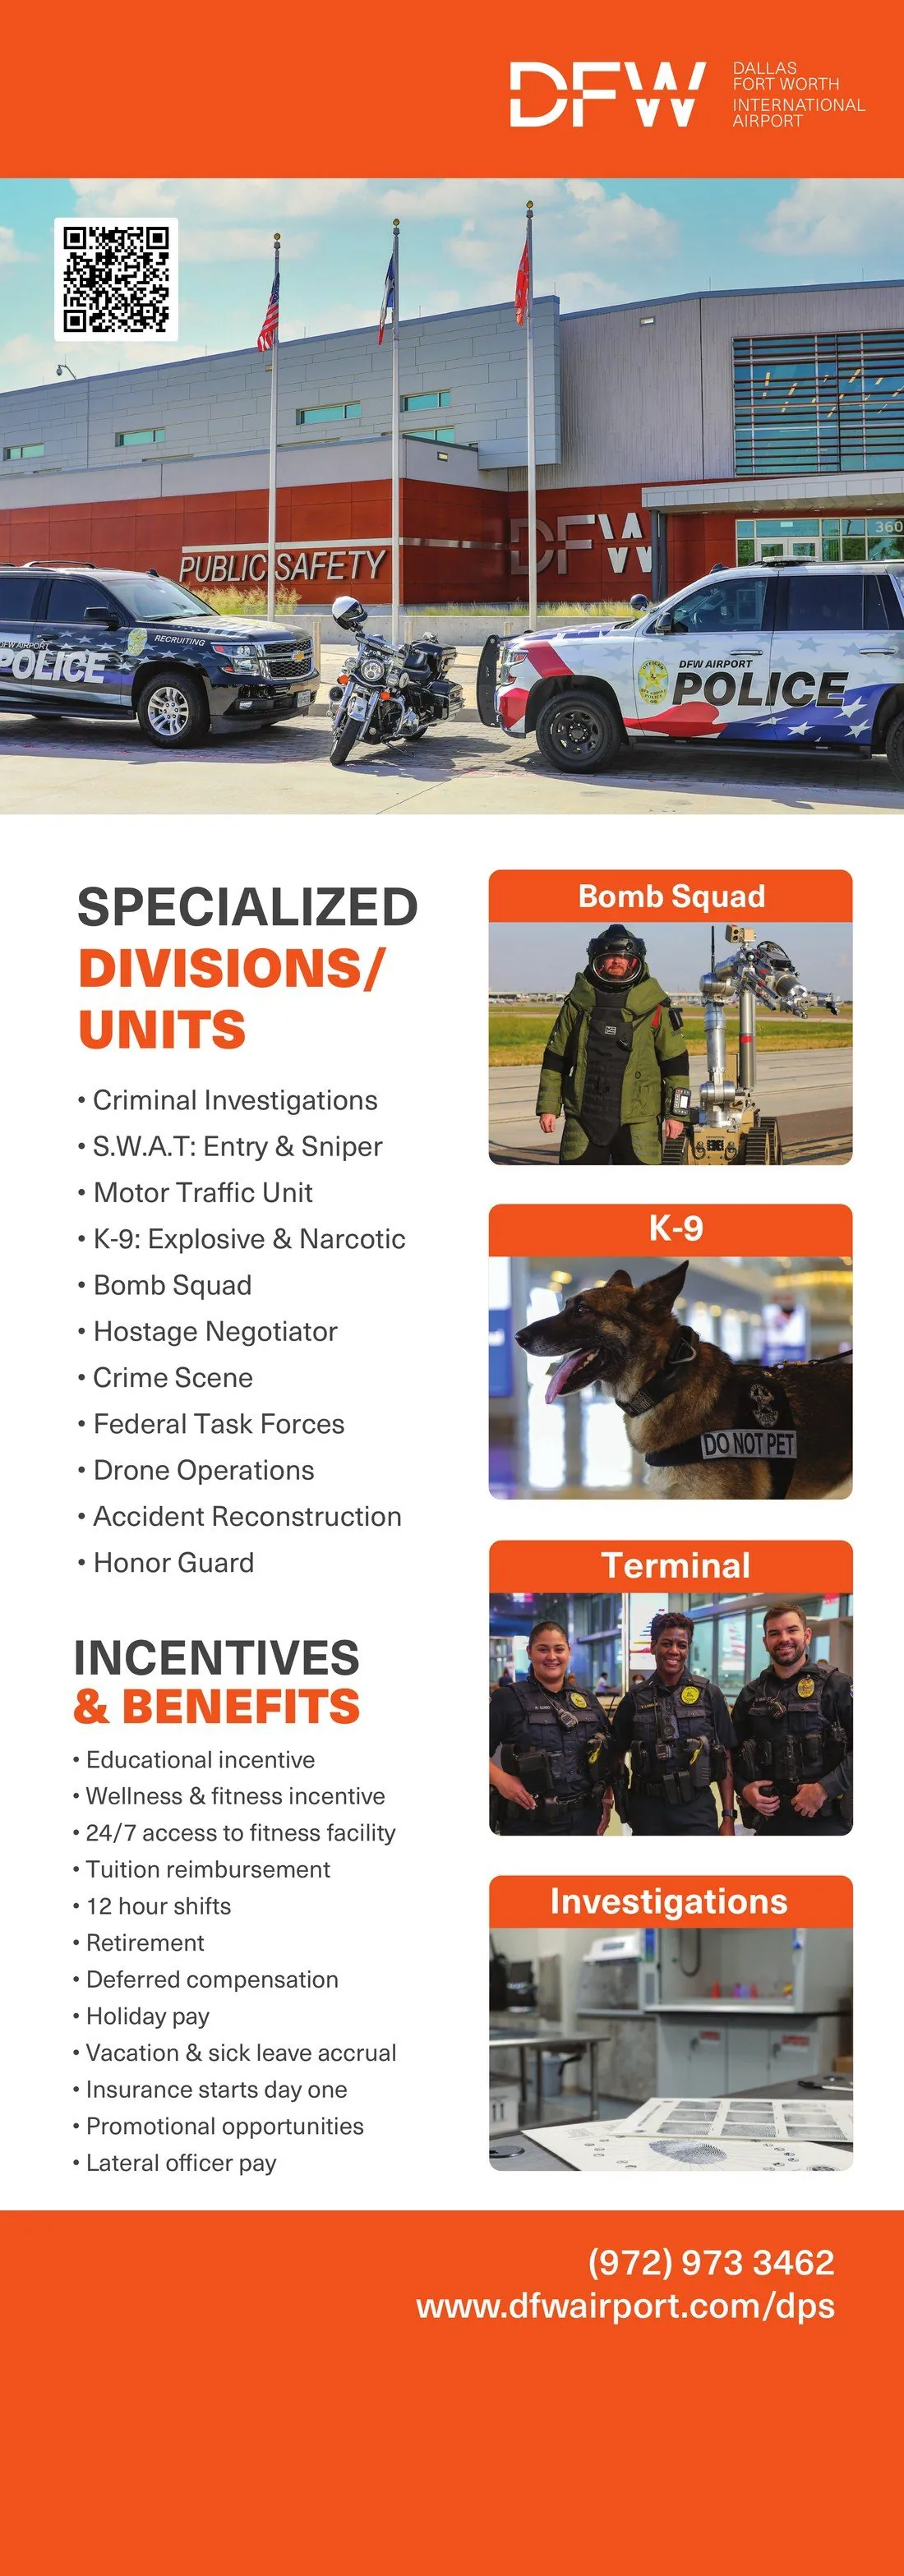 DFW
DALLAS
FORT WORTH
INTERNATIONAL
AIRPORT
PUBLIC SAFETY
DFW
360
DFW AIRPORT
POLICE
RECRUITING
DFW AIRPORT
POLICE
SPECIALIZED
DIVISIONS/
UNITS
• Criminal Investigations
• S.W.A.T: Entry & Sniper
• Motor Traffic Unit
• K-9: Explosive & Narcotic
• Bomb Squad
• Hostage Negotiator
• Crime Scene
• Federal Task Forces
• Drone Operations
• Accident Reconstruction
• Honor Guard
INCENTIVES
& BENEFITS
• Educational incentive
• Wellness & fitness incentive
• 24/7 access to fitness facility
• Tuition reimbursement
• 12 hour shifts
• Retirement
• Deferred compensation
• Holiday pay
• Vacation & sick leave accrual
• Insurance starts day one
• Promotional opportunities
• Lateral officer pay
Bomb Squad
K-9
DO NOT PET
Terminal
Investigations
(972) 973 3462
www.dfwairport.com/dps